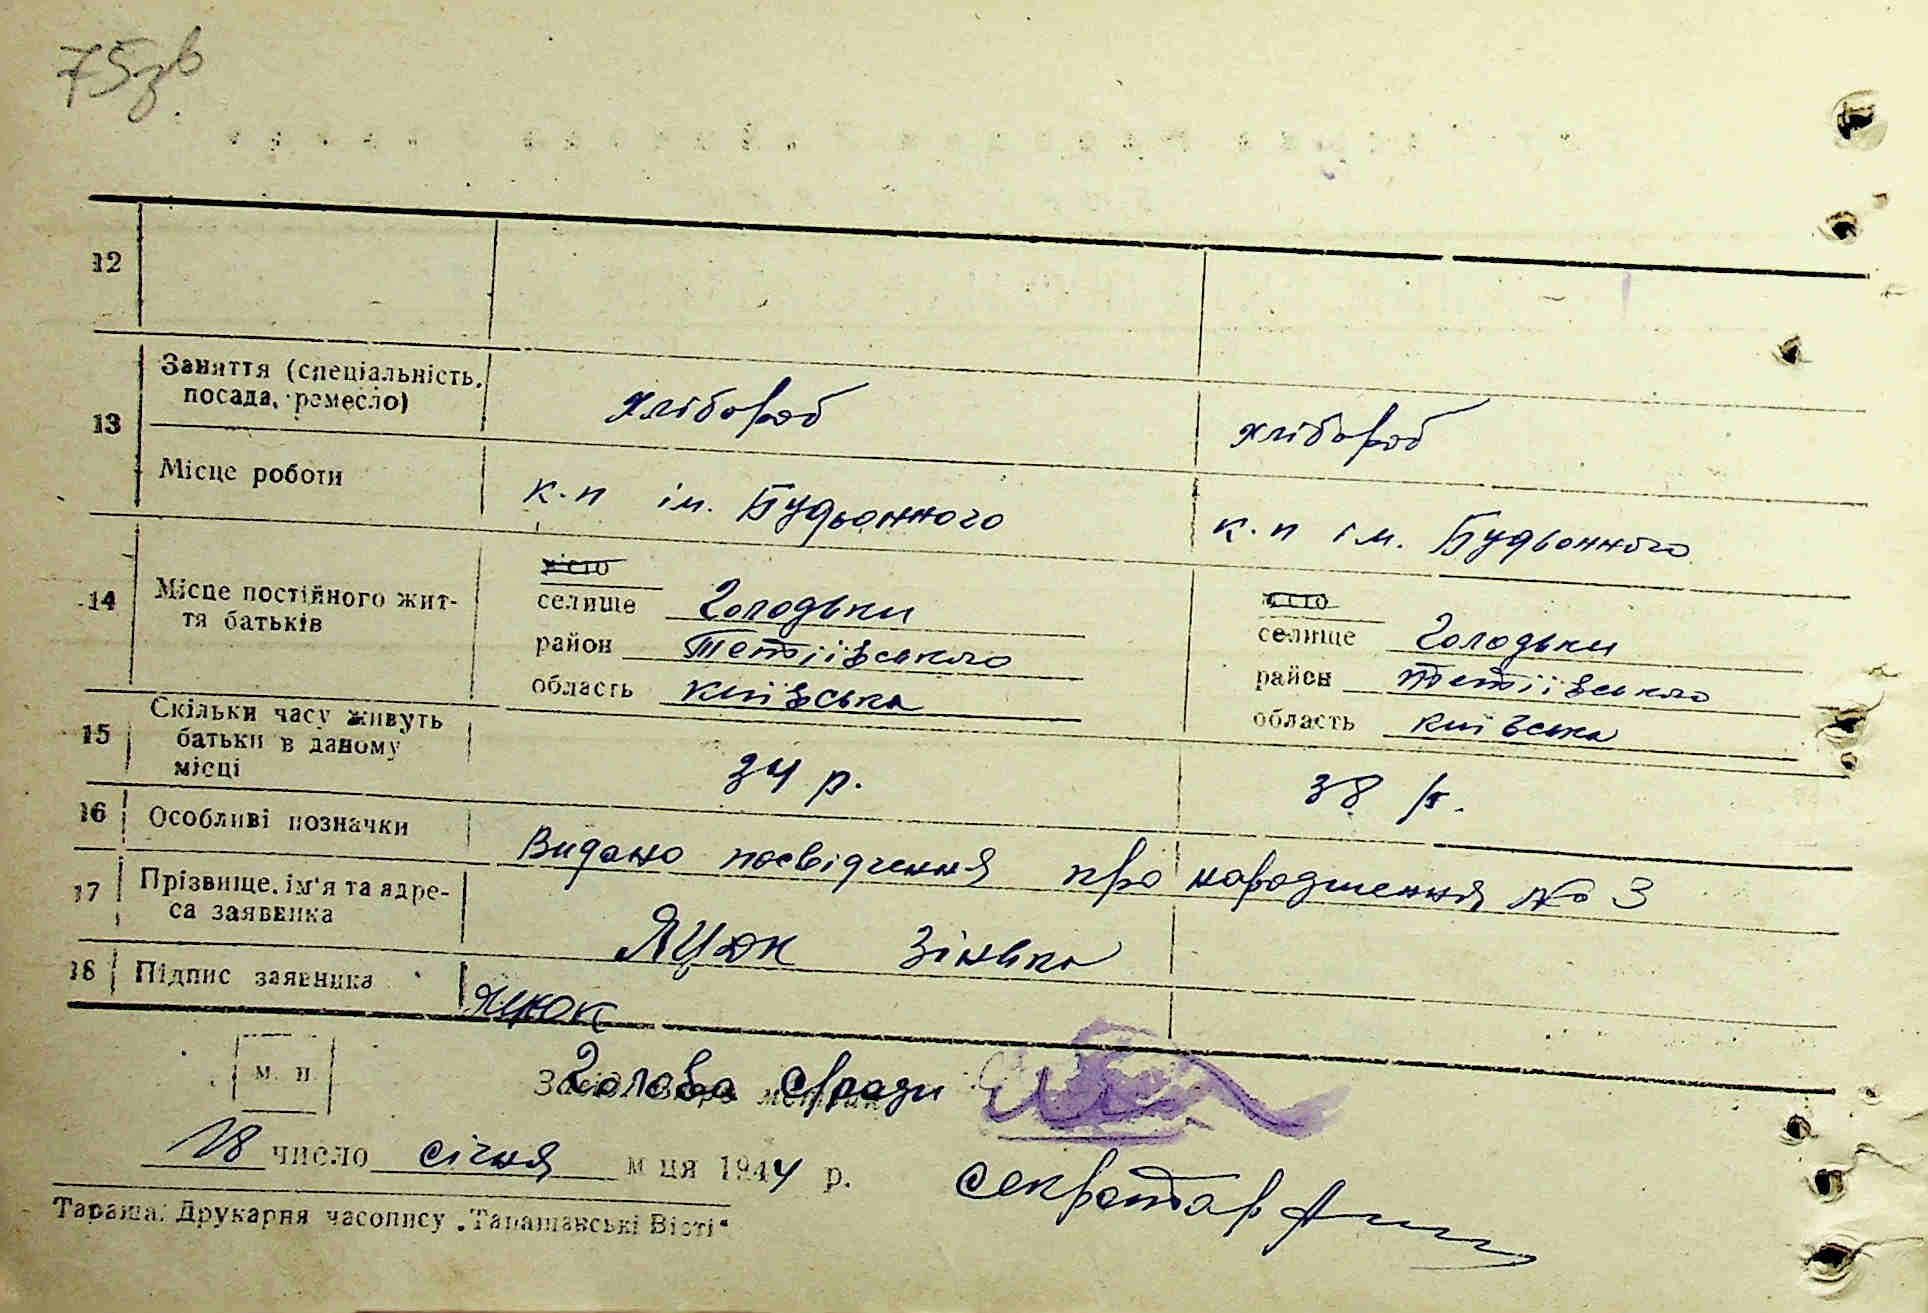 75зв
12
13 Заняття (спеціальність, посада, ремесло) хлібороб хлібороб
Місце роботи к-п ім. Будьонного к-п ім. Будьонного
14 Місце постійного життя батьків
місто місто
селище Голодьки селище Голодьки
район Тетіївського район Тетіївського
область київська область київська
15 Скільки часу живуть батьки в даному місці 34 р. 38 р.
16 Особливі позначки Видано посвідчення про народження № 3
17 Прізвище, ім'я та адреса заявника Яцюк Зінька
18 Підпис заявника Яцюк
м. п.
Голова с/ради
18 число січня м-ця 1944 р.
секретар
Тараща. Друкарня часопису „Таращанські Вісті“